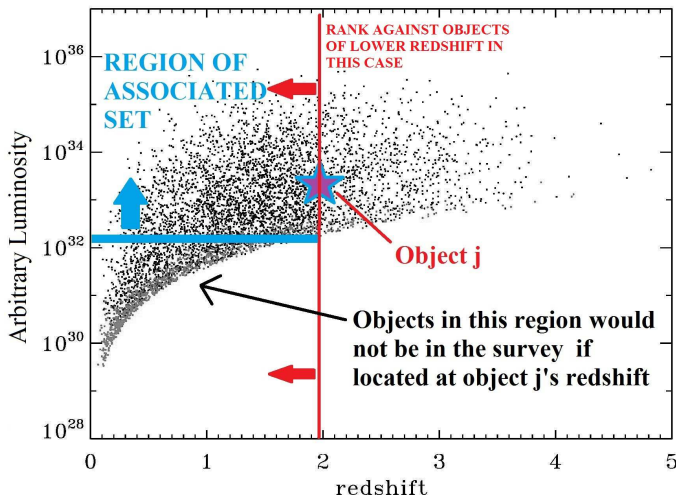 RANK AGAINST OBJECTS
OF LOWER REDSHIFT IN
THIS CASE
REGION OF
ASSOCIATED
SET
Object j
Objects in this region would
not be in the survey if
located at object j's redshift
Arbitrary Luminosity
10^36
10^34
10^32
10^30
10^28
0 1 2 3 4 5
redshift